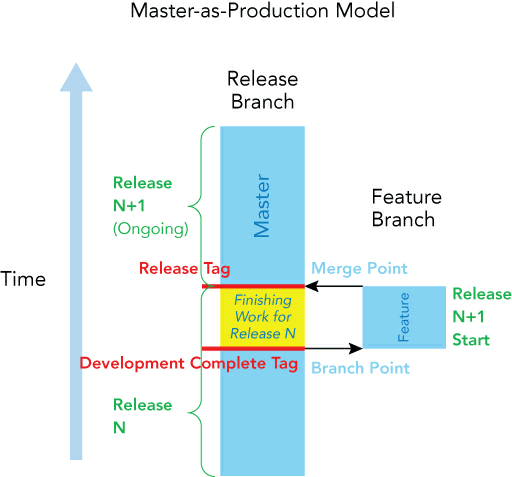 Master-as-Production Model
Release
Branch
Release
N+1
(Ongoing)
Master
Feature
Branch
Time
Release Tag
Merge Point
Finishing
Work for
Release N
Feature
Release
N+1
Start
Development Complete Tag
Branch Point
Release
N